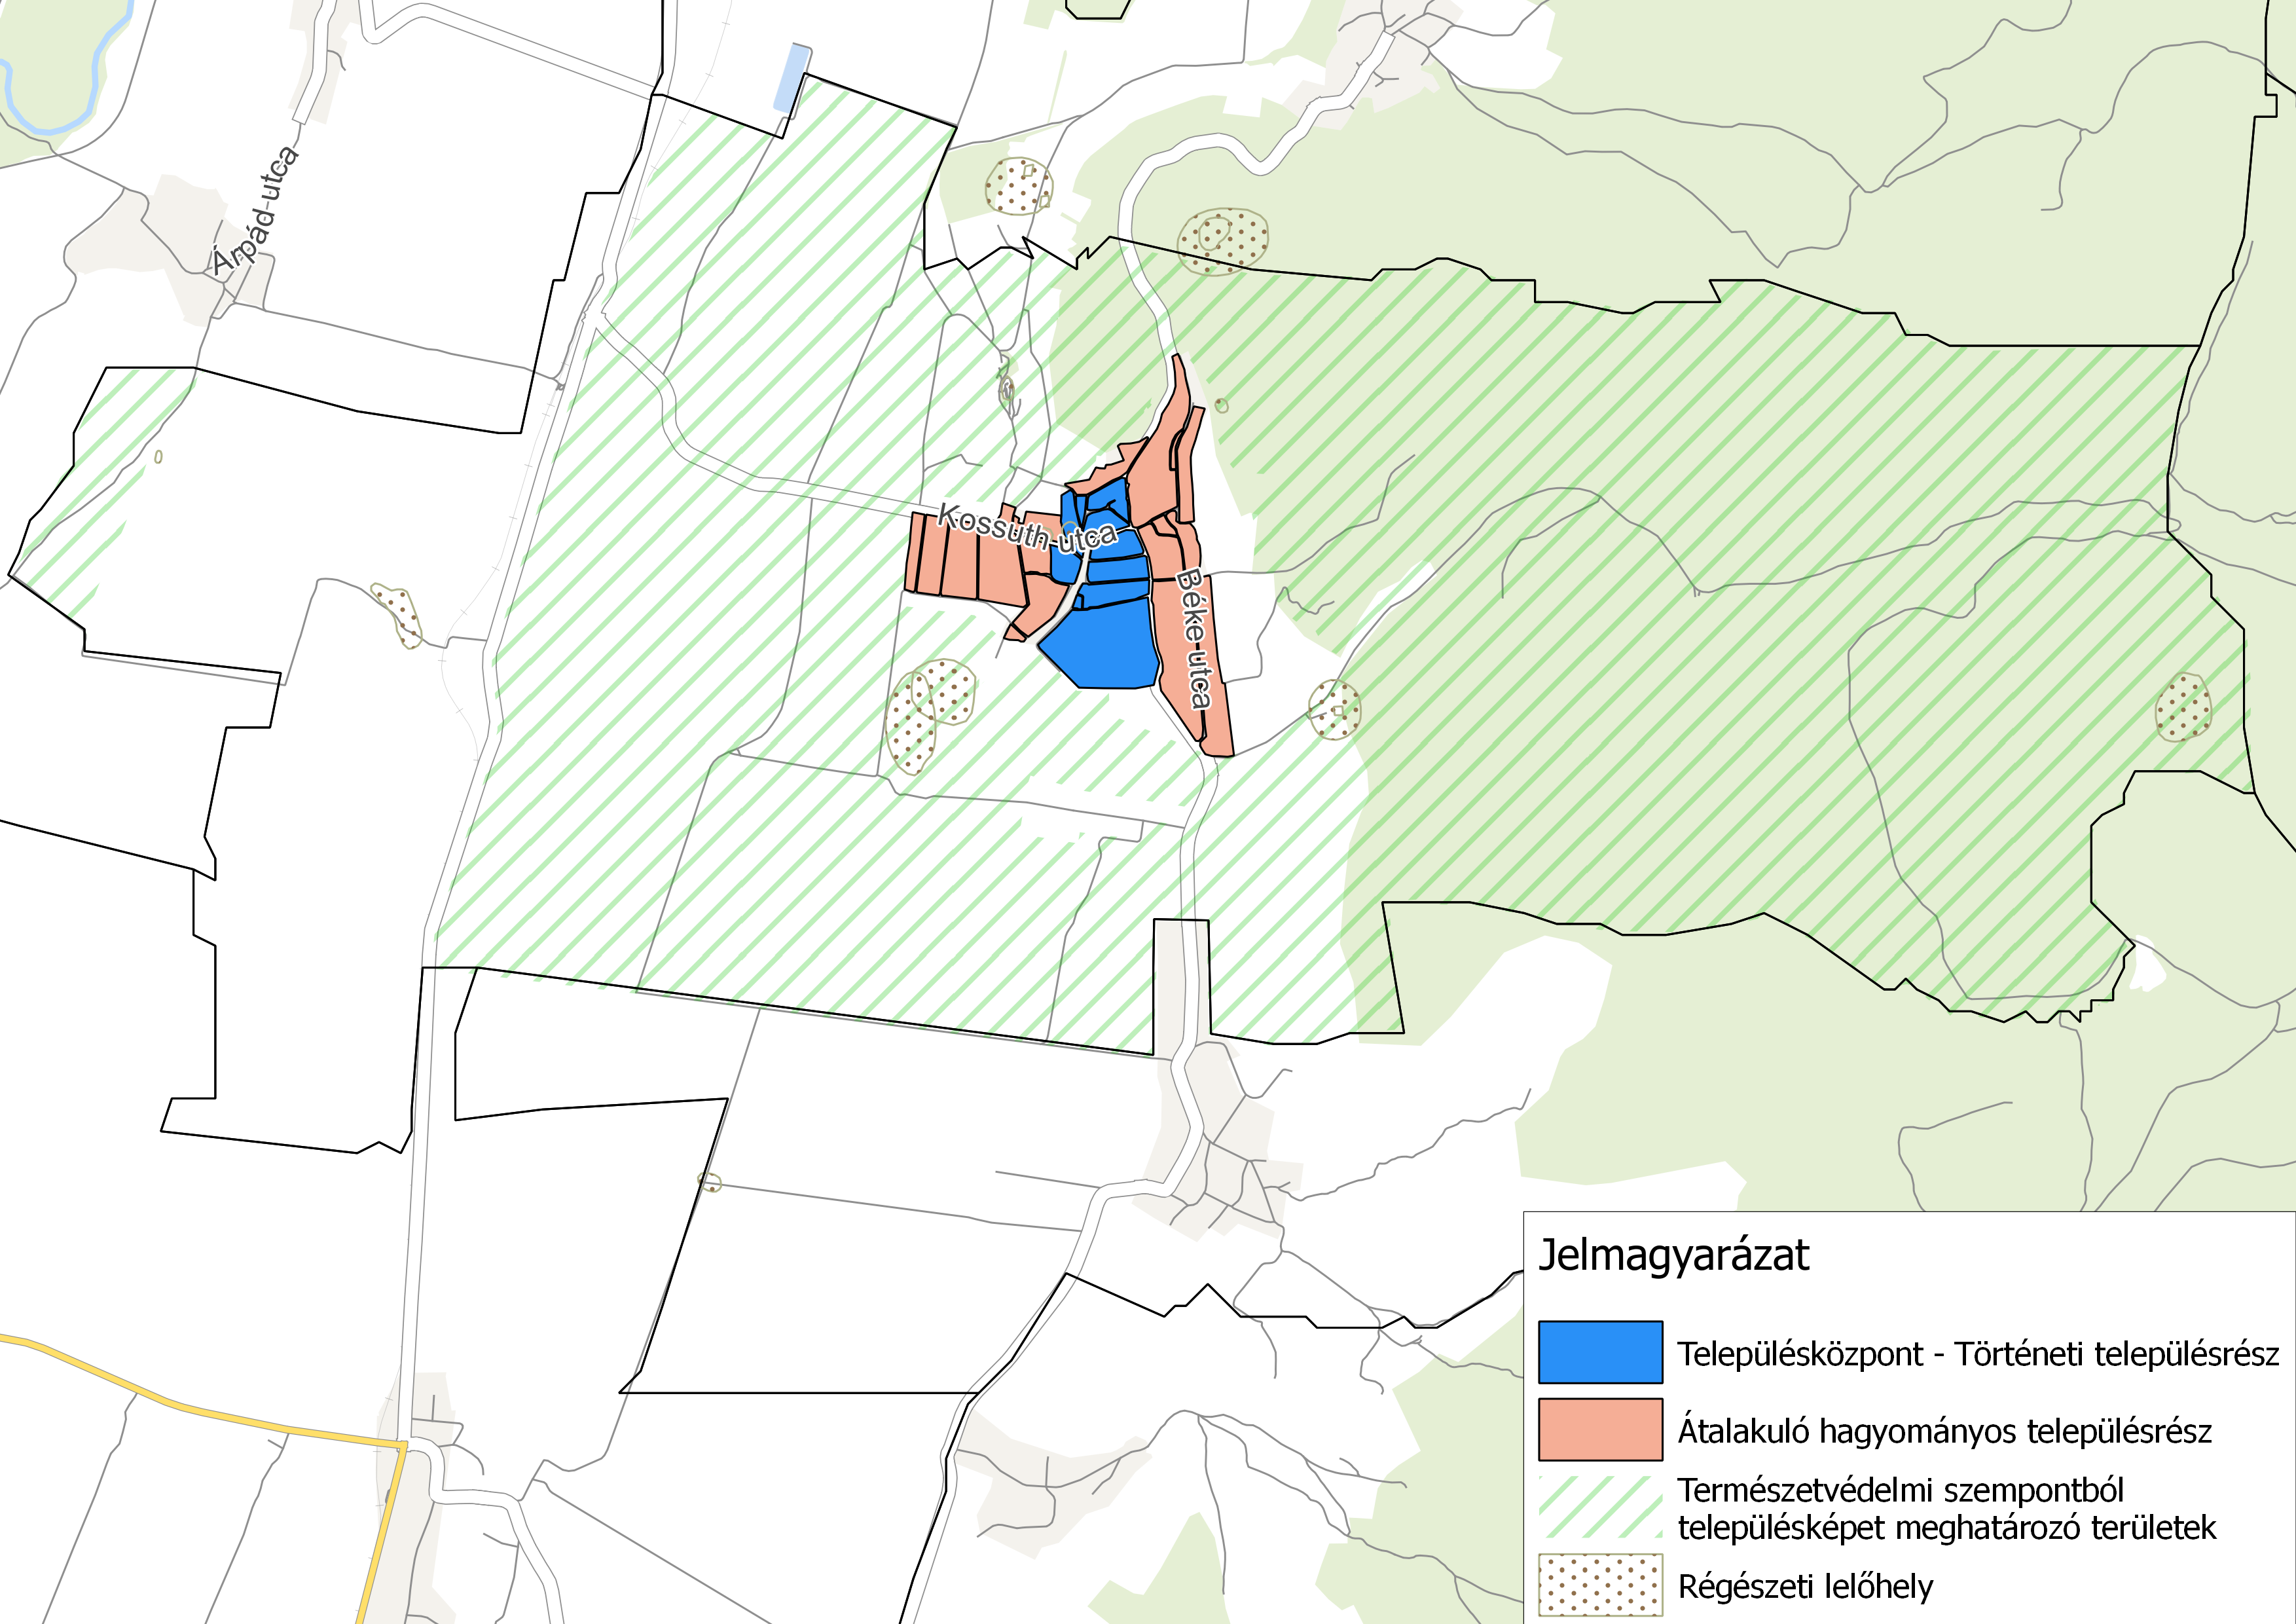 Árpád utca
Kossuth utca
Béke utca
Jelmagyarázat
Településközpont - Történeti településrész
Átalakuló hagyományos településrész
Természetvédelmi szempontból
településképet meghatározó területek
Régészeti lelőhely